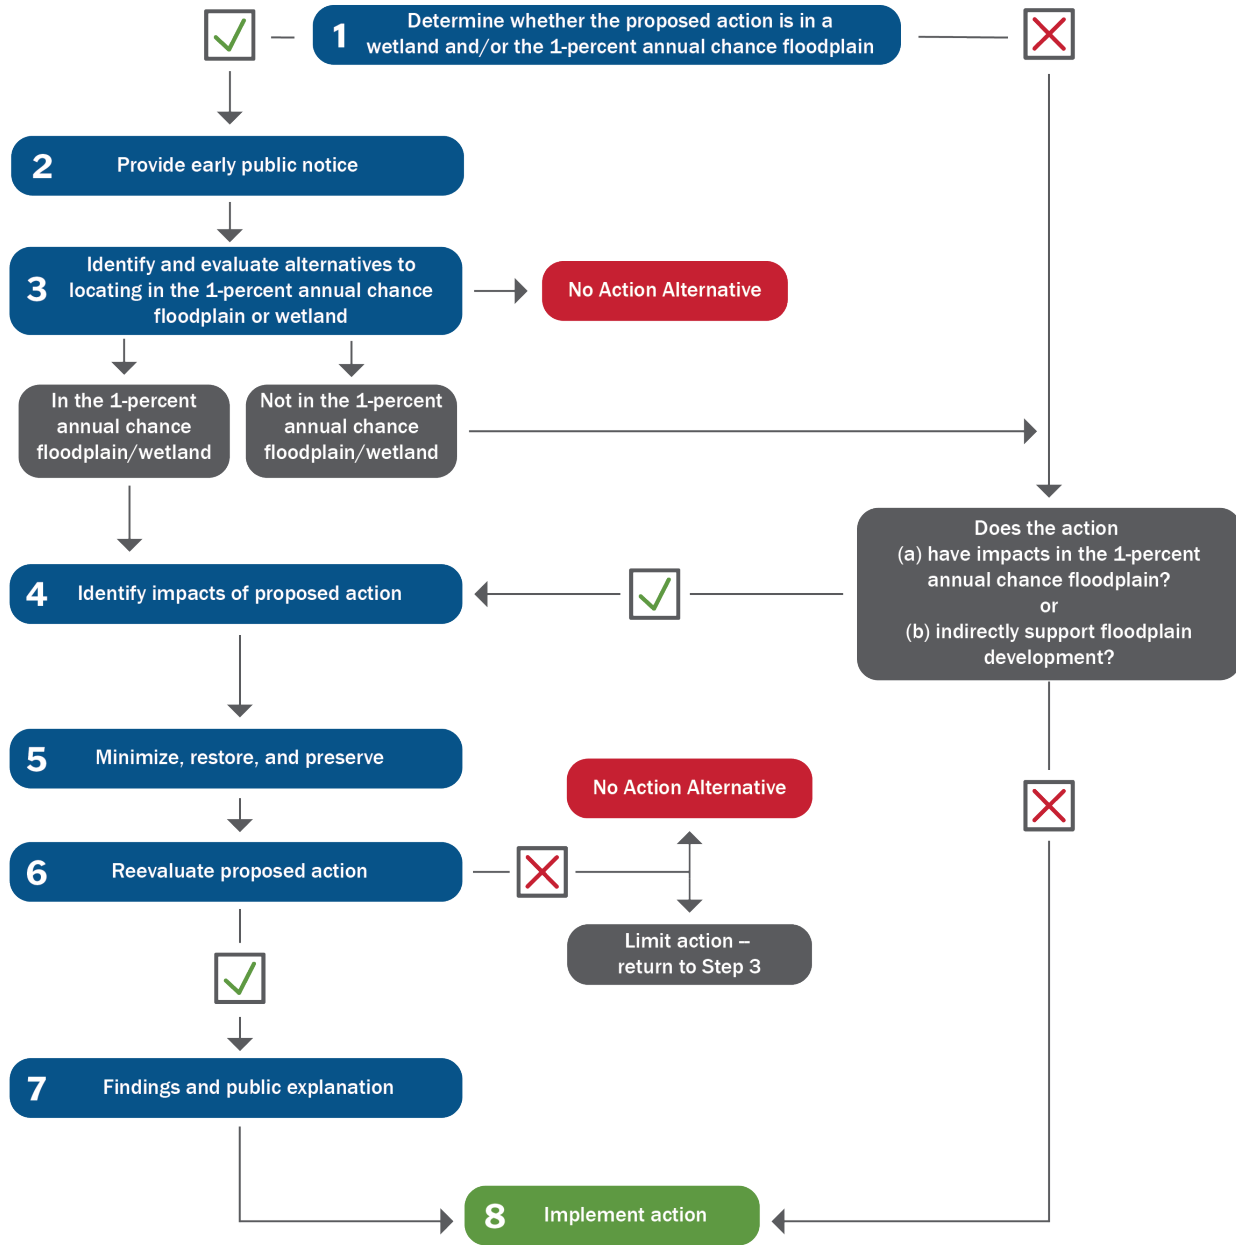 1
Determine whether the proposed action is in a
wetland and/or the 1-percent annual chance floodplain
2
Provide early public notice
3
Identify and evaluate alternatives to
locating in the 1-percent annual chance
floodplain or wetland
No Action Alternative
In the 1-percent
annual chance
floodplain/wetland
Not in the 1-percent
annual chance
floodplain/wetland
Does the action
(a) have impacts in the 1-percent
annual chance floodplain?
or
(b) indirectly support floodplain
development?
4
Identify impacts of proposed action
5
Minimize, restore, and preserve
No Action Alternative
6
Reevaluate proposed action
Limit action –
return to Step 3
7
Findings and public explanation
8
Implement action